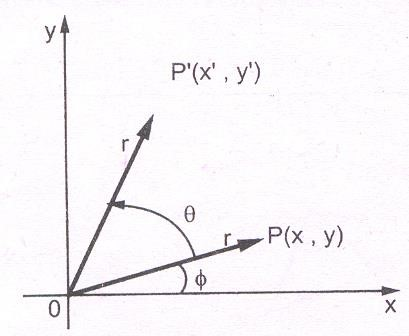 y
P'(x' , y')
r
θ
r
P(x , y)
ϕ
0
x